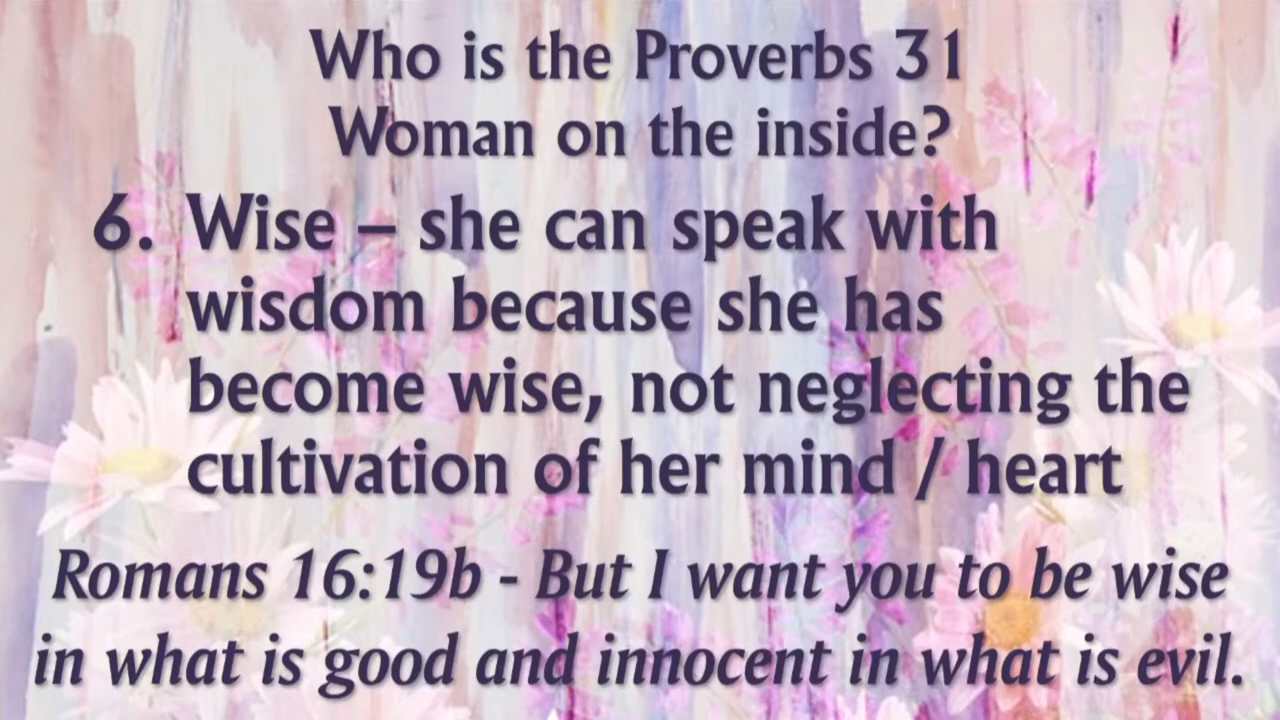 Who is the Proverbs 31
Woman on the inside?
6. Wise – she can speak with
wisdom because she has
become wise, not neglecting the
cultivation of her mind / heart
Romans 16:19b - But I want you to be wise
in what is good and innocent in what is evil.